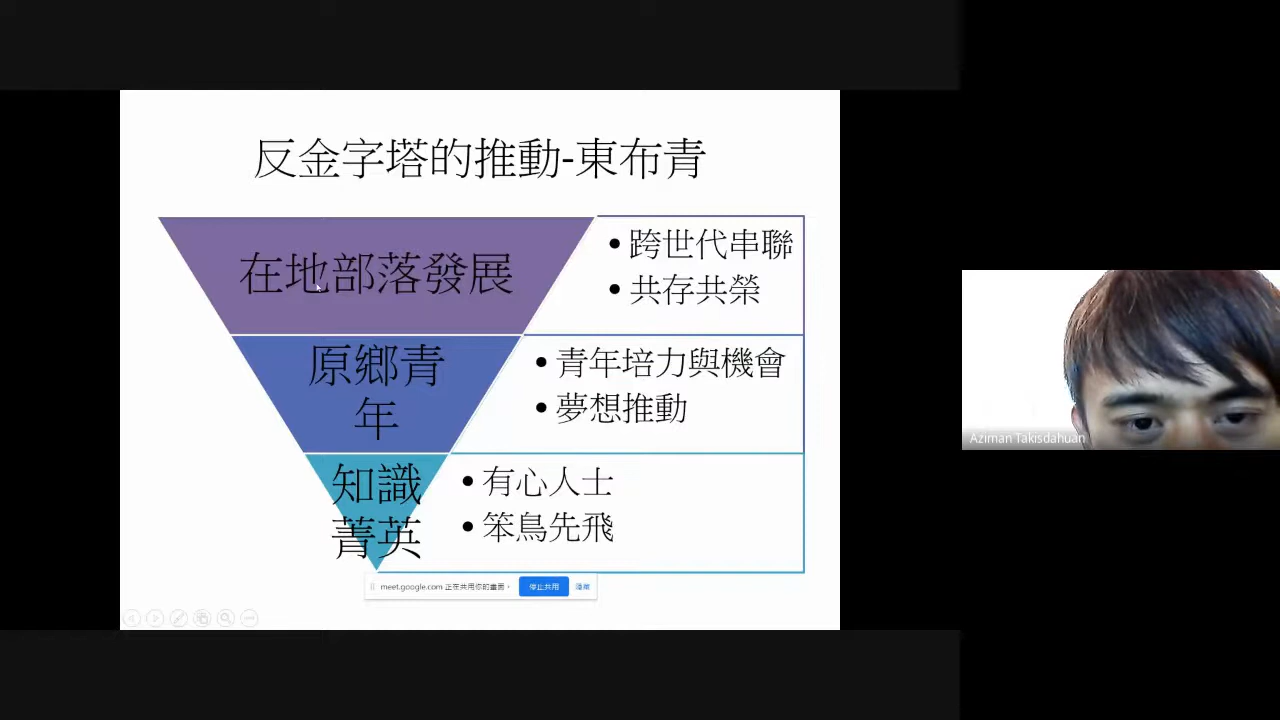 反金字塔的推動-東布青
在地部落發展
• 跨世代串聯
• 共存共榮
原鄉青
年
• 青年培力與機會
• 夢想推動
知識
菁英
• 有心人士
• 笨鳥先飛
meet.google.com 正在共用你的畫面。 停止共用 隱藏
Aziman Takisdahuan